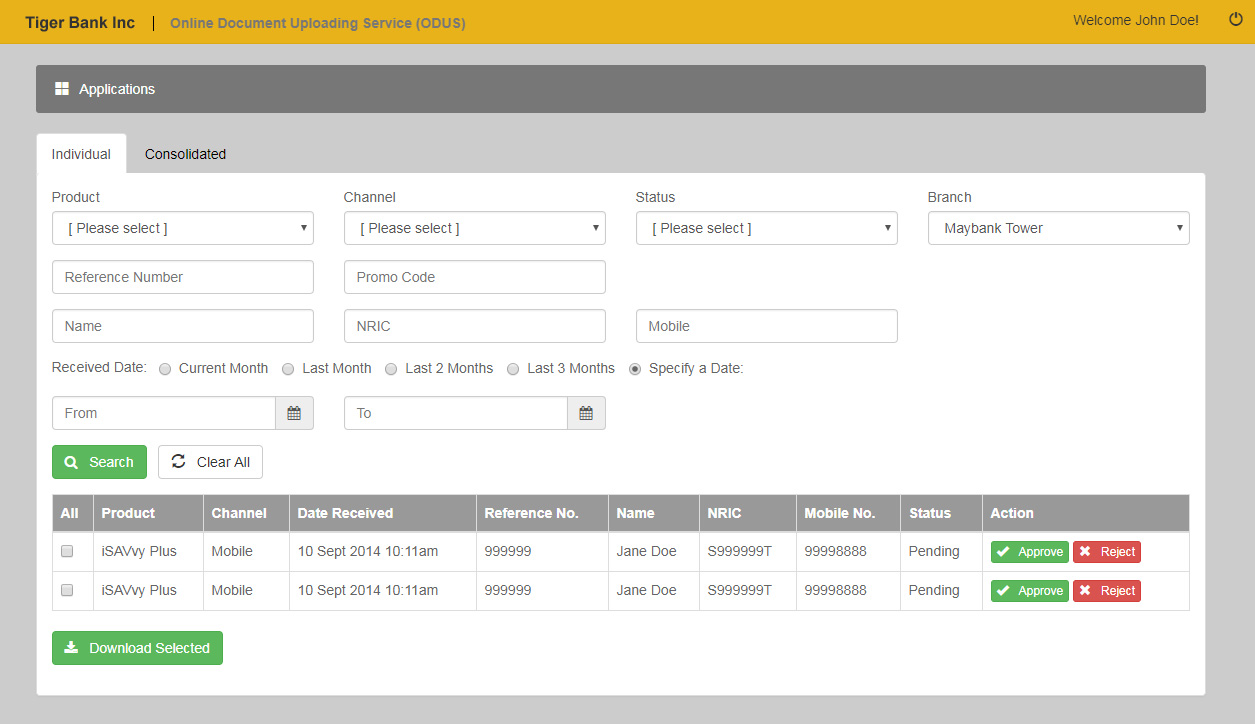 Tiger Bank Inc | Online Document Uploading Service (ODUS) Welcome John Doe!
Applications
Individual Consolidated
Product Channel Status Branch
[ Please select ] [ Please select ] [ Please select ] Maybank Tower
Reference Number Promo Code
Name NRIC Mobile
Received Date: Current Month Last Month Last 2 Months Last 3 Months Specify a Date:
From To
Search Clear All
All Product Channel Date Received Reference No. Name NRIC Mobile No. Status Action
iSAVvy Plus Mobile 10 Sept 2014 10:11am 999999 Jane Doe S999999T 99998888 Pending Approve Reject
iSAVvy Plus Mobile 10 Sept 2014 10:11am 999999 Jane Doe S999999T 99998888 Pending Approve Reject
Download Selected